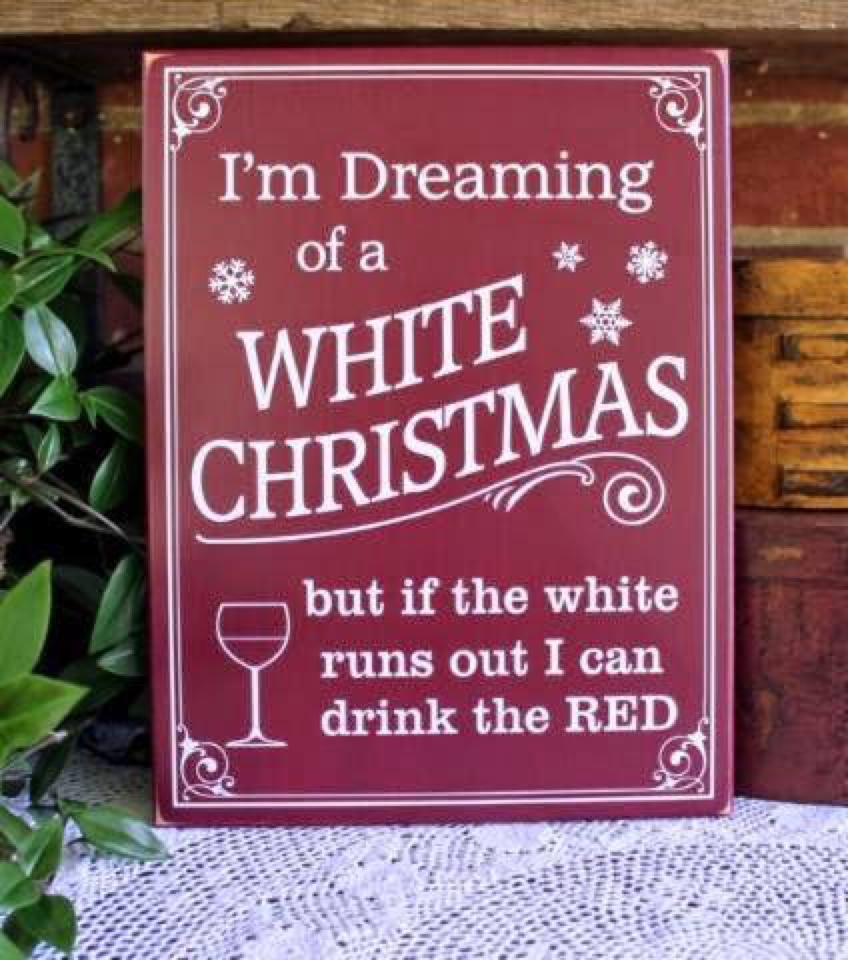 I'm Dreaming
of a
WHITE
CHRISTMAS
but if the white
runs out I can
drink the RED